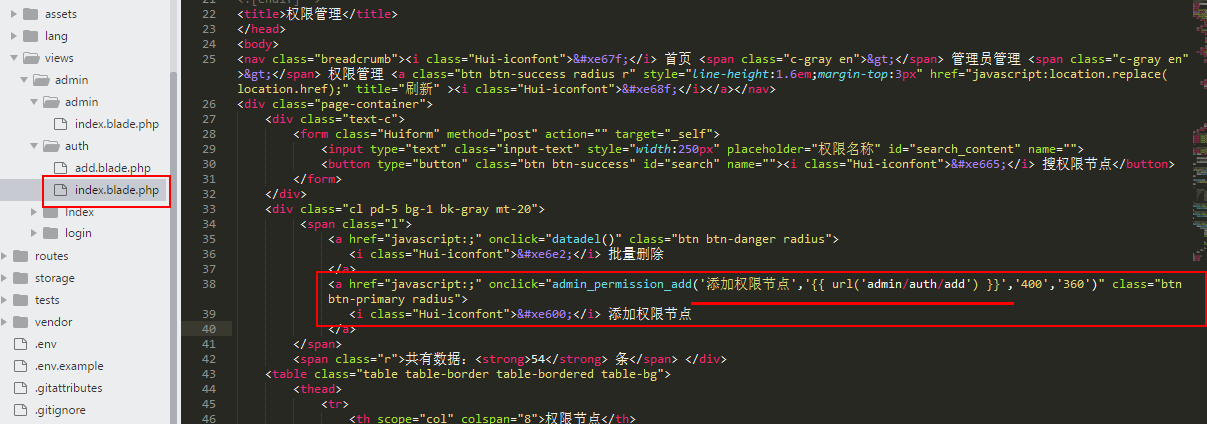 assets
lang
views
admin
admin
index.blade.php
auth
add.blade.php
index.blade.php
Index
login
routes
storage
tests
vendor
.env
.env.example
.gitattributes
.gitignore
22 <title>权限管理</title>
23 </head>
24 <body>
25 <nav class="breadcrumb"><i class="Hui-iconfont">&#xe67f;</i> 首页 <span class="c-gray en">&gt;</span> 管理员管理 <span class="c-gray en"
>&gt;</span> 权限管理 <a class="btn btn-success radius r" style="line-height:1.6em;margin-top:3px" href="javascript:location.replace(
location.href);" title="刷新" ><i class="Hui-iconfont">&#xe68f;</i></a></nav>
26 <div class="page-container">
27 <div class="text-c">
28 <form class="Huiform" method="post" action="" target="_self">
29 <input type="text" class="input-text" style="width:250px" placeholder="权限名称" id="search_content" name="">
30 <button type="button" class="btn btn-success" id="search" name=""><i class="Hui-iconfont">&#xe665;</i> 搜权限节点</button>
31 </form>
32 </div>
33 <div class="cl pd-5 bg-1 bk-gray mt-20">
34 <span class="l">
35 <a href="javascript:;" onclick="datadel()" class="btn btn-danger radius">
36 <i class="Hui-iconfont">&#xe6e2;</i> 批量删除
37 </a>
38 <a href="javascript:;" onclick="admin_permission_add('添加权限节点','{{ url('admin/auth/add') }}','400','360')" class="btn
btn-primary radius">
39 <i class="Hui-iconfont">&#xe600;</i> 添加权限节点
40 </a>
41 </span>
42 <span class="r">共有数据：<strong>54</strong> 条</span> </div>
43 <table class="table table-border table-bordered table-bg">
44 <thead>
45 <tr>
46 <th scope="col" colspan="8">权限节点</th>